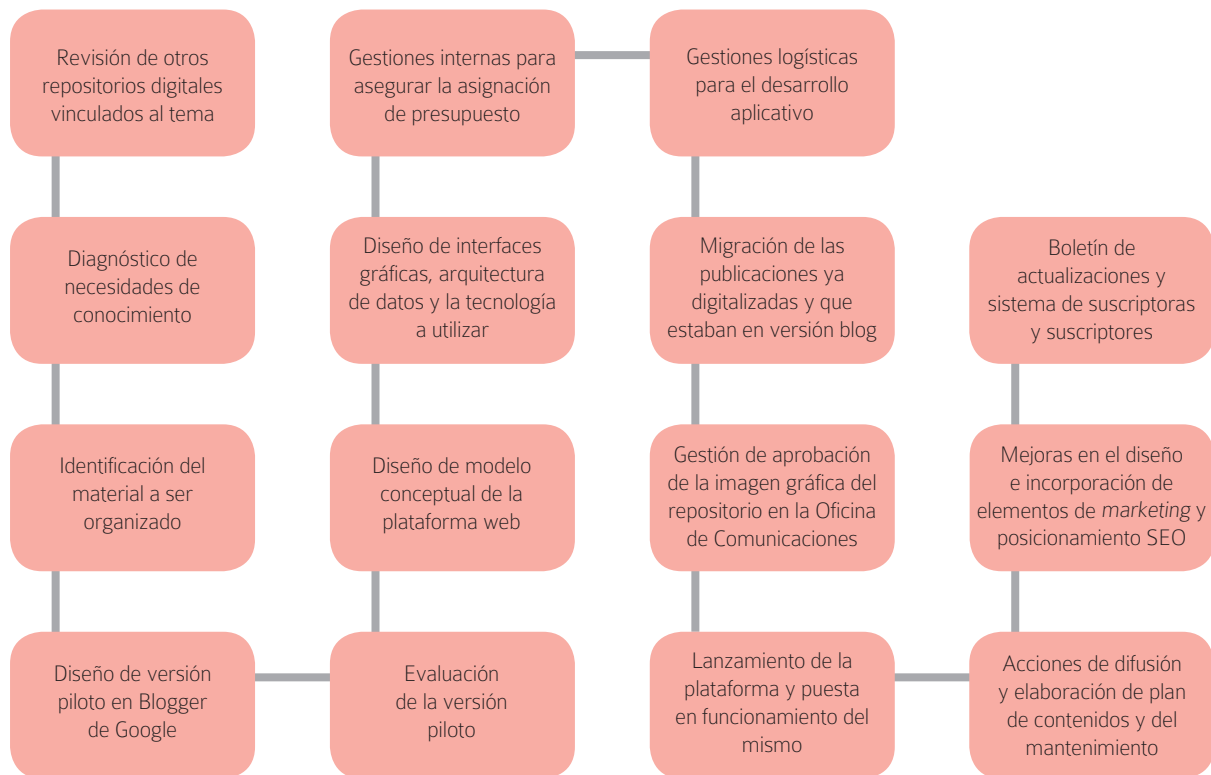 Revisión de otros
repositorios digitales
vinculados al tema
Diagnóstico de
necesidades de
conocimiento
Identificación del
material a ser
organizado
Diseño de versión
piloto en Blogger
de Google
Evaluación
de la versión
piloto
Diseño de modelo
conceptual de la
plataforma web
Diseño de interfaces
gráficas, arquitectura
de datos y la tecnología
a utilizar
Gestiones internas para
asegurar la asignación
de presupuesto
Gestiones logísticas
para el desarrollo
aplicativo
Migración de las
publicaciones ya
digitalizadas y que
estaban en versión blog
Gestión de aprobación
de la imagen gráfica del
repositorio en la Oficina
de Comunicaciones
Lanzamiento de la
plataforma y puesta
en funcionamiento del
mismo
Acciones de difusión
y elaboración de plan
de contenidos y del
mantenimiento
Mejoras en el diseño
e incorporación de
elementos de marketing y
posicionamiento SEO
Boletín de
actualizaciones y
sistema de suscriptoras
y suscriptores